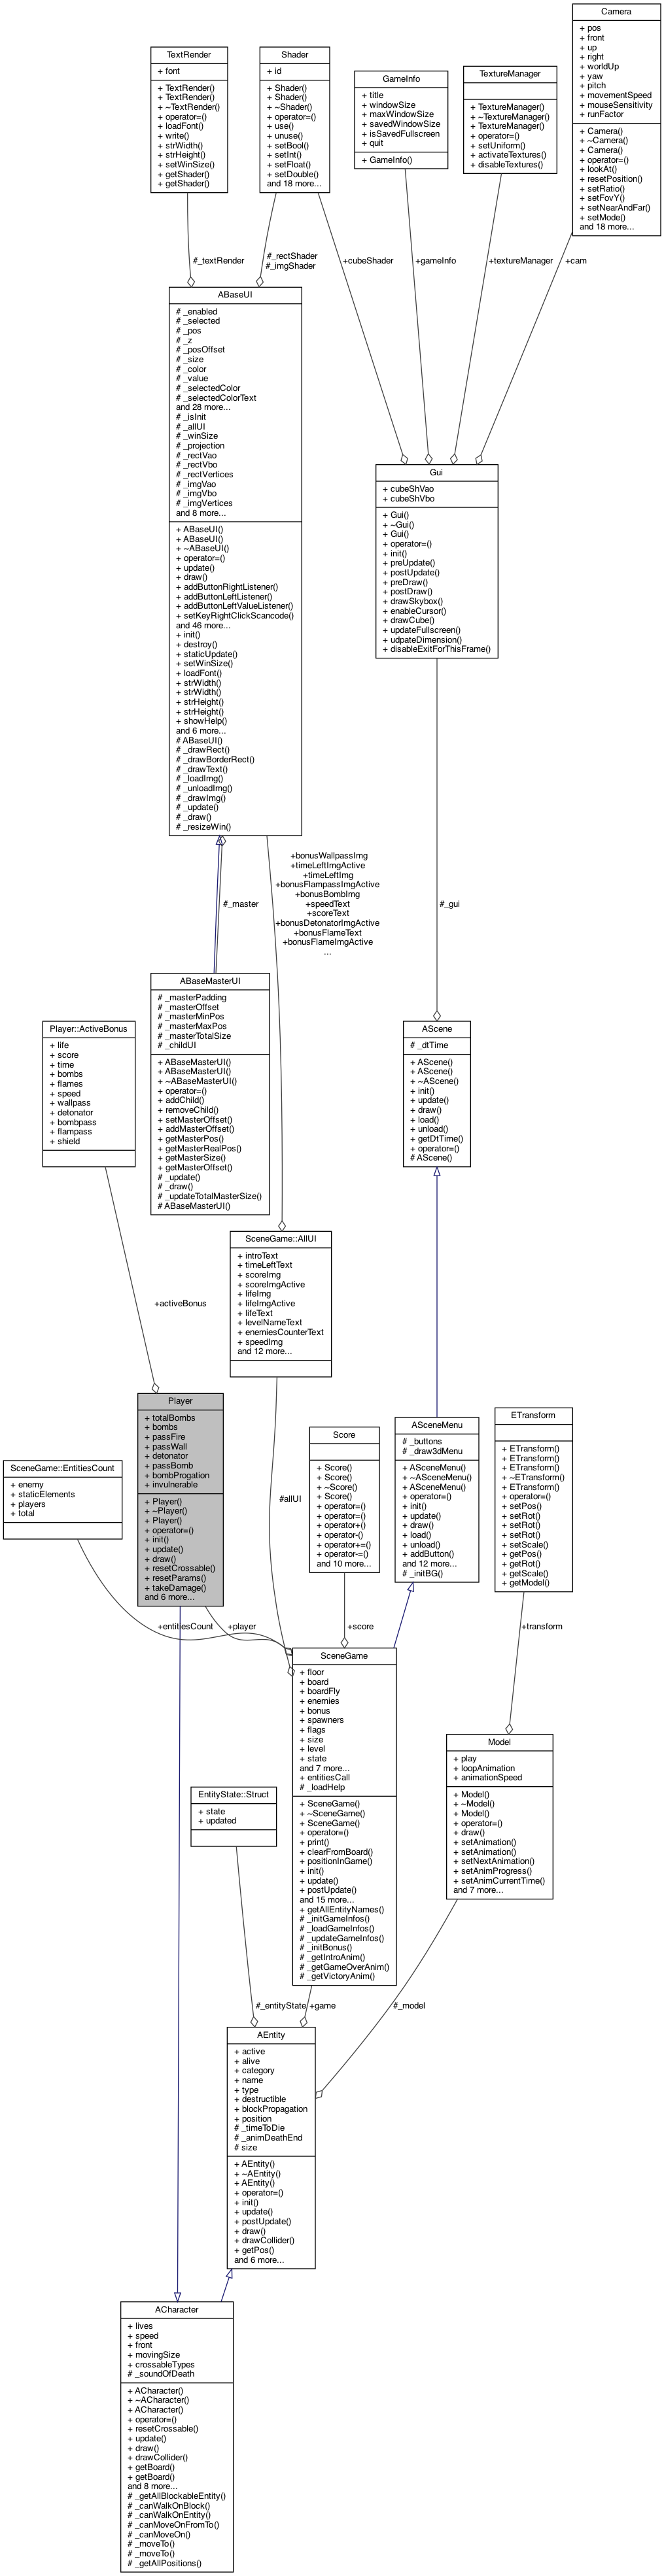 Camera
+ pos
+ front
+ up
+ right
+ worldUp
+ yaw
+ pitch
+ movementSpeed
+ mouseSensitivity
+ runFactor
+ Camera()
+ ~Camera()
+ Camera()
+ operator=()
+ lookAt()
+ resetPosition()
+ setRatio()
+ setFovY()
+ setNearAndFar()
+ setMode()
and 18 more...
TextRender
+ font
+ TextRender()
+ TextRender()
+ ~TextRender()
+ operator=()
+ loadFont()
+ write()
+ strWidth()
+ strHeight()
+ setWinSize()
+ getShader()
+ getShader()
Shader
+ id
+ Shader()
+ Shader()
+ ~Shader()
+ operator=()
+ use()
+ unuse()
+ setBool()
+ setInt()
+ setFloat()
+ setDouble()
and 18 more...
GameInfo
+ title
+ windowSize
+ maxWindowSize
+ savedWindowSize
+ isSavedFullscreen
+ quit
+ GameInfo()
TextureManager
+ TextureManager()
+ ~TextureManager()
+ TextureManager()
+ operator=()
+ setUniform()
+ activateTextures()
+ disableTextures()
#_textRender
#_rectShader
#_imgShader
+cubeShader
+gameInfo
+textureManager
+cam
ABaseUI
# _enabled
# _selected
# _pos
# _z
# _posOffset
# _size
# _color
# _value
# _selectedColor
# _selectedColorText
and 28 more...
# _isInit
# _allUI
# _winSize
# _projection
# _rectVao
# _rectVbo
# _rectVertices
# _imgVao
# _imgVbo
# _imgVertices
and 8 more...
+ ABaseUI()
+ ABaseUI()
+ ~ABaseUI()
+ operator=()
+ update()
+ draw()
+ addButtonRightListener()
+ addButtonLeftListener()
+ addButtonLeftValueListener()
+ setKeyRightClickScancode()
and 46 more...
+ init()
+ destroy()
+ staticUpdate()
+ setWinSize()
+ loadFont()
+ strWidth()
+ strWidth()
+ strHeight()
+ strHeight()
+ showHelp()
and 6 more...
# ABaseUI()
# _drawRect()
# _drawBorderRect()
# _drawText()
# _loadImg()
# _unloadImg()
# _drawImg()
# _update()
# _draw()
# _resizeWin()
Gui
+ cubeShVao
+ cubeShVbo
+ Gui()
+ ~Gui()
+ Gui()
+ operator=()
+ init()
+ preUpdate()
+ postUpdate()
+ preDraw()
+ postDraw()
+ drawSkybox()
+ enableCursor()
+ drawCube()
+ updateFullscreen()
+ udpateDimension()
+ disableExitForThisFrame()
+bonusWallpassImg
+timeLeftImgActive
+timeLeftImg
+bonusFlampassImgActive
+bonusBombImg
+speedText
+scoreText
+bonusDetonatorImgActive
+bonusFlameText
+bonusFlameImgActive
...
#_master
#_gui
ABaseMasterUI
# _masterPadding
# _masterOffset
# _masterMinPos
# _masterMaxPos
# _masterTotalSize
# _childUI
+ ABaseMasterUI()
+ ABaseMasterUI()
+ ~ABaseMasterUI()
+ operator=()
+ addChild()
+ removeChild()
+ setMasterOffset()
+ addMasterOffset()
+ getMasterPos()
+ getMasterRealPos()
+ getMasterSize()
+ getMasterOffset()
# _update()
# _draw()
# _updateTotalMasterSize()
# ABaseMasterUI()
Player::ActiveBonus
+ life
+ score
+ time
+ bombs
+ flames
+ speed
+ wallpass
+ detonator
+ bombpass
+ flampass
+ shield
AScene
# _dtTime
+ AScene()
+ AScene()
+ ~AScene()
+ init()
+ update()
+ draw()
+ load()
+ unload()
+ getDtTime()
+ operator=()
# AScene()
SceneGame::AllUI
+ introText
+ timeLeftText
+ scoreImg
+ scoreImgActive
+ lifeImg
+ lifeImgActive
+ lifeText
+ levelNameText
+ enemiesCounterText
+ speedImg
and 12 more...
+activeBonus
Player
+ totalBombs
+ bombs
+ passFire
+ passWall
+ detonator
+ passBomb
+ bombProgation
+ invulnerable
+ Player()
+ ~Player()
+ Player()
+ operator=()
+ init()
+ update()
+ draw()
+ resetCrossable()
+ resetParams()
+ takeDamage()
and 6 more...
SceneGame::EntitiesCount
+ enemy
+ staticElements
+ players
+ total
#allUI
Score
+ Score()
+ Score()
+ ~Score()
+ Score()
+ operator=()
+ operator=()
+ operator+()
+ operator-()
+ operator+=()
+ operator-=()
and 10 more...
ASceneMenu
# _buttons
# _draw3dMenu
+ ASceneMenu()
+ ~ASceneMenu()
+ ASceneMenu()
+ operator=()
+ init()
+ update()
+ draw()
+ load()
+ unload()
+ addButton()
and 12 more...
# _initBG()
ETransform
+ ETransform()
+ ETransform()
+ ETransform()
+ ~ETransform()
+ ETransform()
+ operator=()
+ setPos()
+ setRot()
+ setRot()
+ setRot()
+ setScale()
+ getPos()
+ getRot()
+ getScale()
+ getModel()
+entitiesCount
+player
+score
+transform
SceneGame
+ floor
+ board
+ boardFly
+ enemies
+ bonus
+ spawners
+ flags
+ size
+ level
+ state
and 7 more...
+ entitiesCall
# _loadHelp
+ SceneGame()
+ ~SceneGame()
+ SceneGame()
+ operator=()
+ print()
+ clearFromBoard()
+ positionInGame()
+ init()
+ update()
+ postUpdate()
and 15 more...
+ getAllEntityNames()
# _initGameInfos()
# _loadGameInfos()
# _updateGameInfos()
# _initBonus()
# _getIntroAnim()
# _getGameOverAnim()
# _getVictoryAnim()
Model
+ play
+ loopAnimation
+ animationSpeed
+ Model()
+ ~Model()
+ Model()
+ operator=()
+ draw()
+ setAnimation()
+ setAnimation()
+ setNextAnimation()
+ setAnimProgress()
+ setAnimCurrentTime()
and 7 more...
EntityState::Struct
+ state
+ updated
#_entityState
+game
#_model
AEntity
+ active
+ alive
+ category
+ name
+ type
+ destructible
+ blockPropagation
+ position
# _timeToDie
# _animDeathEnd
# size
+ AEntity()
+ ~AEntity()
+ AEntity()
+ operator=()
+ init()
+ update()
+ postUpdate()
+ draw()
+ drawCollider()
+ getPos()
and 6 more...
ACharacter
+ lives
+ speed
+ front
+ movingSize
+ crossableTypes
# _soundOfDeath
+ ACharacter()
+ ~ACharacter()
+ ACharacter()
+ operator=()
+ resetCrossable()
+ update()
+ draw()
+ drawCollider()
+ getBoard()
+ getBoard()
and 8 more...
# _getAllBlockableEntity()
# _canWalkOnBlock()
# _canWalkOnEntity()
# _canMoveOnFromTo()
# _canMoveOn()
# _moveTo()
# _moveTo()
# _getAllPositions()